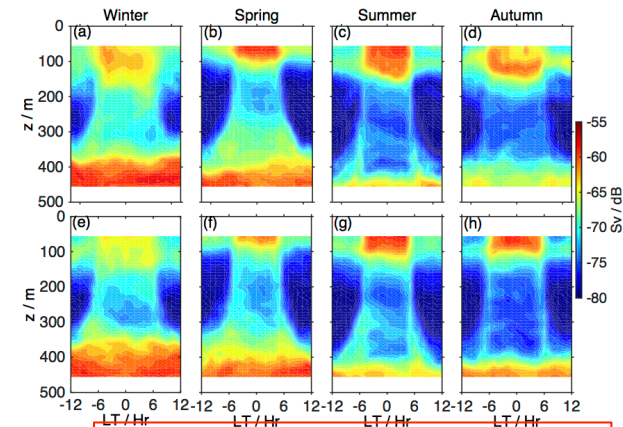 Winter Spring Summer Autumn
0
(a) (b) (c) (d)
100
200
300
400
500
z / m
-55
-60
-65
-70
-75
-80
Sv / dB
0
(e) (f) (g) (h)
100
200
300
400
500
z / m
-12 -6 0 6 12 -12 -6 0 6 12 -12 -6 0 6 12 -12 -6 0 6 12
LT / Hr LT / Hr LT / Hr LT / Hr